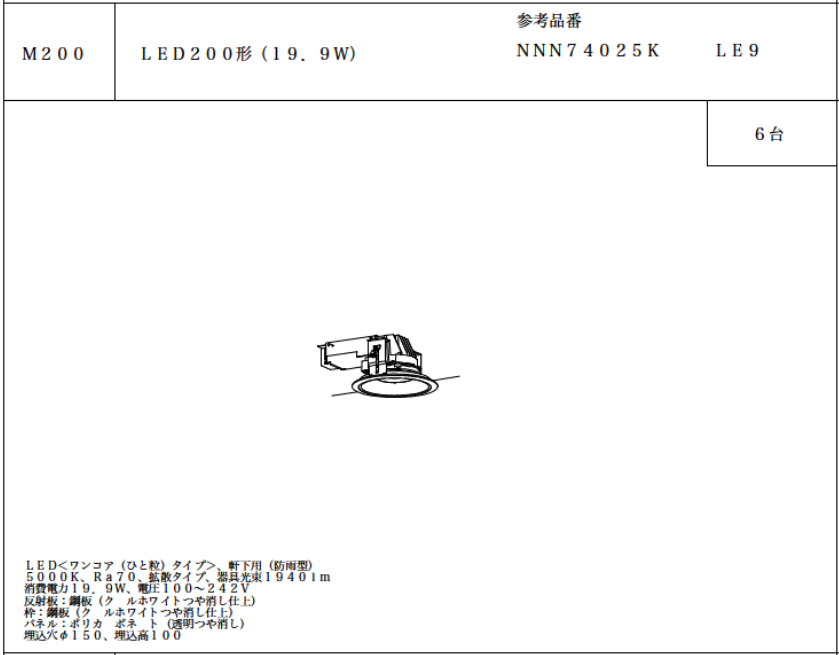 参考品番
M200 LED200形(19.9W) NNN74025K LE9
6台
LED<ワンコア(ひと粒)タイプ>、軒下用(防雨型)
5000K、Ra70、拡散タイプ、器具光束1940lm
消費電力19.9W、電圧100~242V
反射板:鋼板(ク ルホワイトつや消し仕上)
枠:鋼板(ク ルホワイトつや消し仕上)
パネル:ポリカ ボネ ト(透明つや消し)
埋込穴φ150、埋込高100